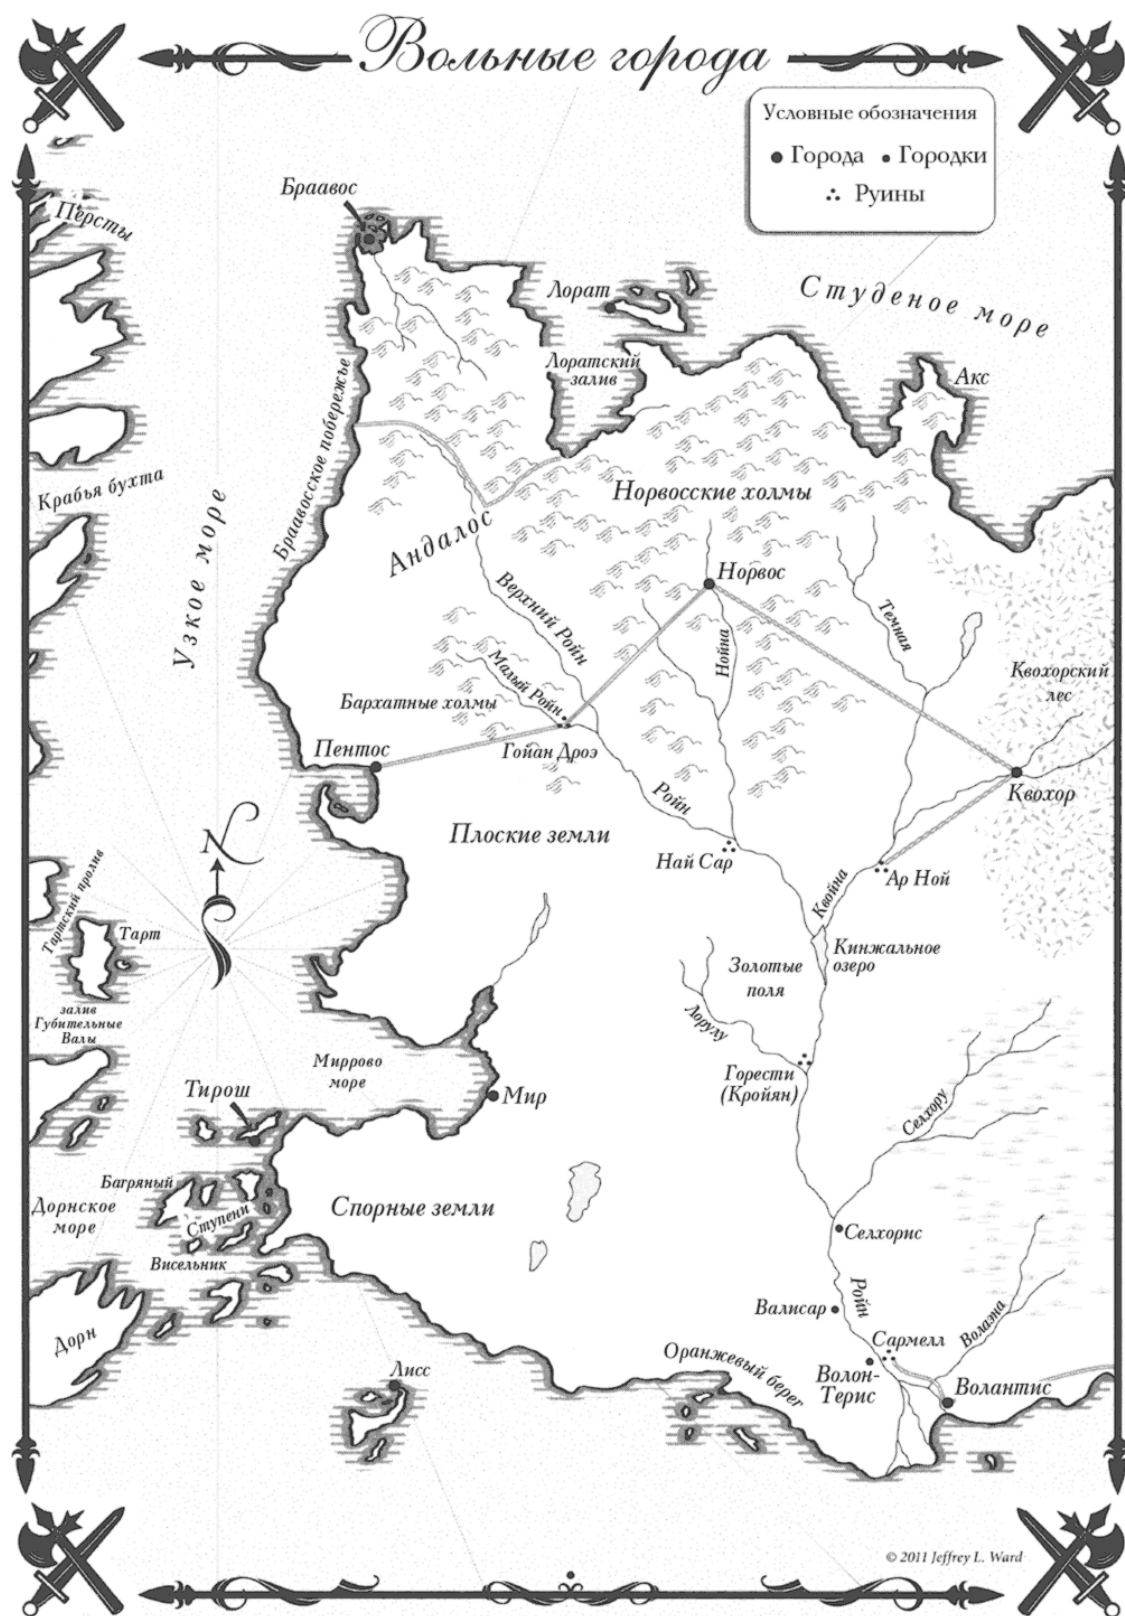 Вольные города
Условные обозначения
Города
Городки
Руины
Браавос
Персты
Лорат
Студеное море
Лоратский
залив
Акс
Браавосское побережье
Крабья бухта
Норвосские холмы
Узкое море
Андалос
Норвос
Верхний Ройн
Темная
Нойна
Малый Ройн
Квохорский
лес
Бархатные холмы
Пентос
Гойан Дроэ
Ройн
Квохор
N
Плоские земли
Най Сар
Ар Ной
Квойна
Тартский пролив
Тарт
Кинжальное
озеро
Золотые
поля
залив
Губительные
Валы
Лорулу
Миррово
море
Горести
(Кройян)
Тирош
Мир
Селхору
Багряный
Дорнское
море
Ступени
Спорные земли
Селхорис
Висельник
Ройн
Валисар
Волаэна
Дорн
Сармелл
Оранжевый берег
Лисс
Волон-
Терис
Волантис
© 2011 Jeffrey L. Ward